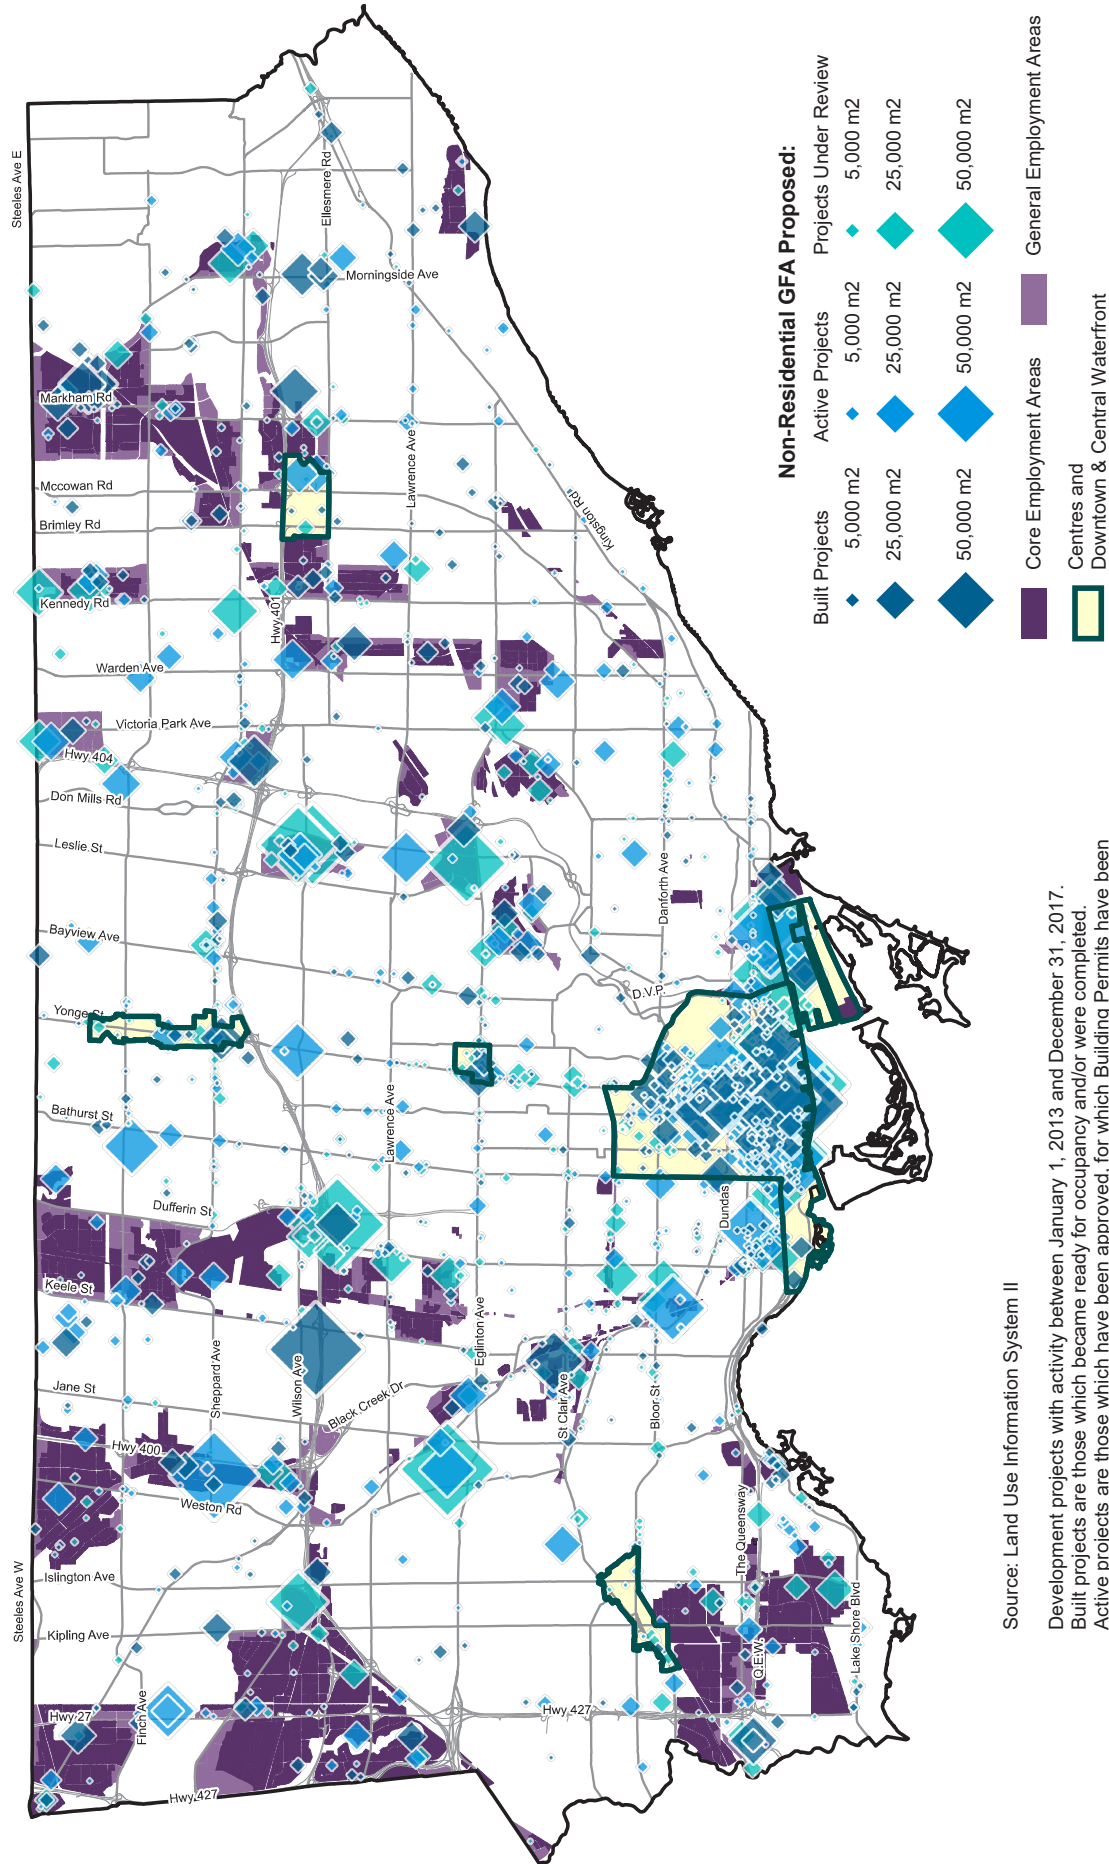 Steeles Ave W
Steeles Ave E
Hwy 427
Hwy 27
Finch Ave
Kipling Ave
Islington Ave
Weston Rd
Hwy 400
Jane St
Keele St
Dufferin St
Bathurst St
Yonge St
Bayview Ave
Leslie St
Don Mills Rd
Hwy 404
Victoria Park Ave
Warden Ave
Kennedy Rd
Brimley Rd
Mccowan Rd
Markham Rd
Morningside Ave
Sheppard Ave
Wilson Ave
Hwy 401
Ellesmere Rd
Black Creek Dr
Lawrence Ave
Lawrence Ave
Eglinton Ave
St Clair Ave
Hwy 427
Bloor St
Danforth Ave
Kingston Rd
D.V.P.
Dundas
The Queensway
Q.E.W.
Lake Shore Blvd
Non-Residential GFA Proposed:
Built Projects
Active Projects
Projects Under Review
5,000 m2
5,000 m2
5,000 m2
25,000 m2
25,000 m2
25,000 m2
50,000 m2
50,000 m2
50,000 m2
Core Employment Areas
General Employment Areas
Centres and
Downtown & Central Waterfront
Source: Land Use Information System II
Development projects with activity between January 1, 2013 and December 31, 2017.
Built projects are those which became ready for occupancy and/or were completed.
Active projects are those which have been approved, for which Building Permits have been